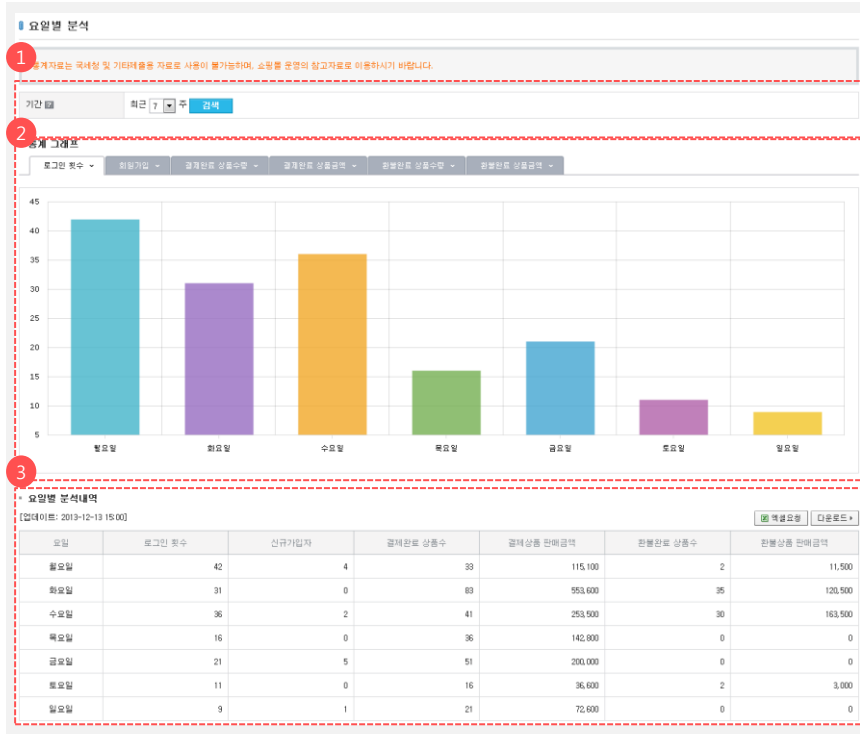 요일별 분석
1
통계자료는 국세청 및 기타제출용 자료로 사용이 불가능하며, 쇼핑몰 운영의 참고자료로 이용하시기 바랍니다.
기간 ? 최근 7 주 검색
2
통계 그래프
로그인 횟수 회원가입 결제완료 상품수량 결제완료 상품금액 환불완료 상품수량 환불완료 상품금액
45
40
35
30
25
20
15
10
5
월요일 화요일 수요일 목요일 금요일 토요일 일요일
3
요일별 분석내역
[업데이트: 2013-12-13 15:00] 엑셀요청 다운로드
요일 로그인 횟수 신규가입자 결제완료 상품수 결제상품 판매금액 환불완료 상품수 환불상품 판매금액
월요일 42 4 33 115,100 2 11,500
화요일 31 0 83 553,600 35 120,500
수요일 36 2 41 253,500 30 163,500
목요일 16 0 36 142,800 0 0
금요일 21 5 51 200,000 0 0
토요일 11 0 16 36,600 2 3,000
일요일 9 1 21 72,600 0 0